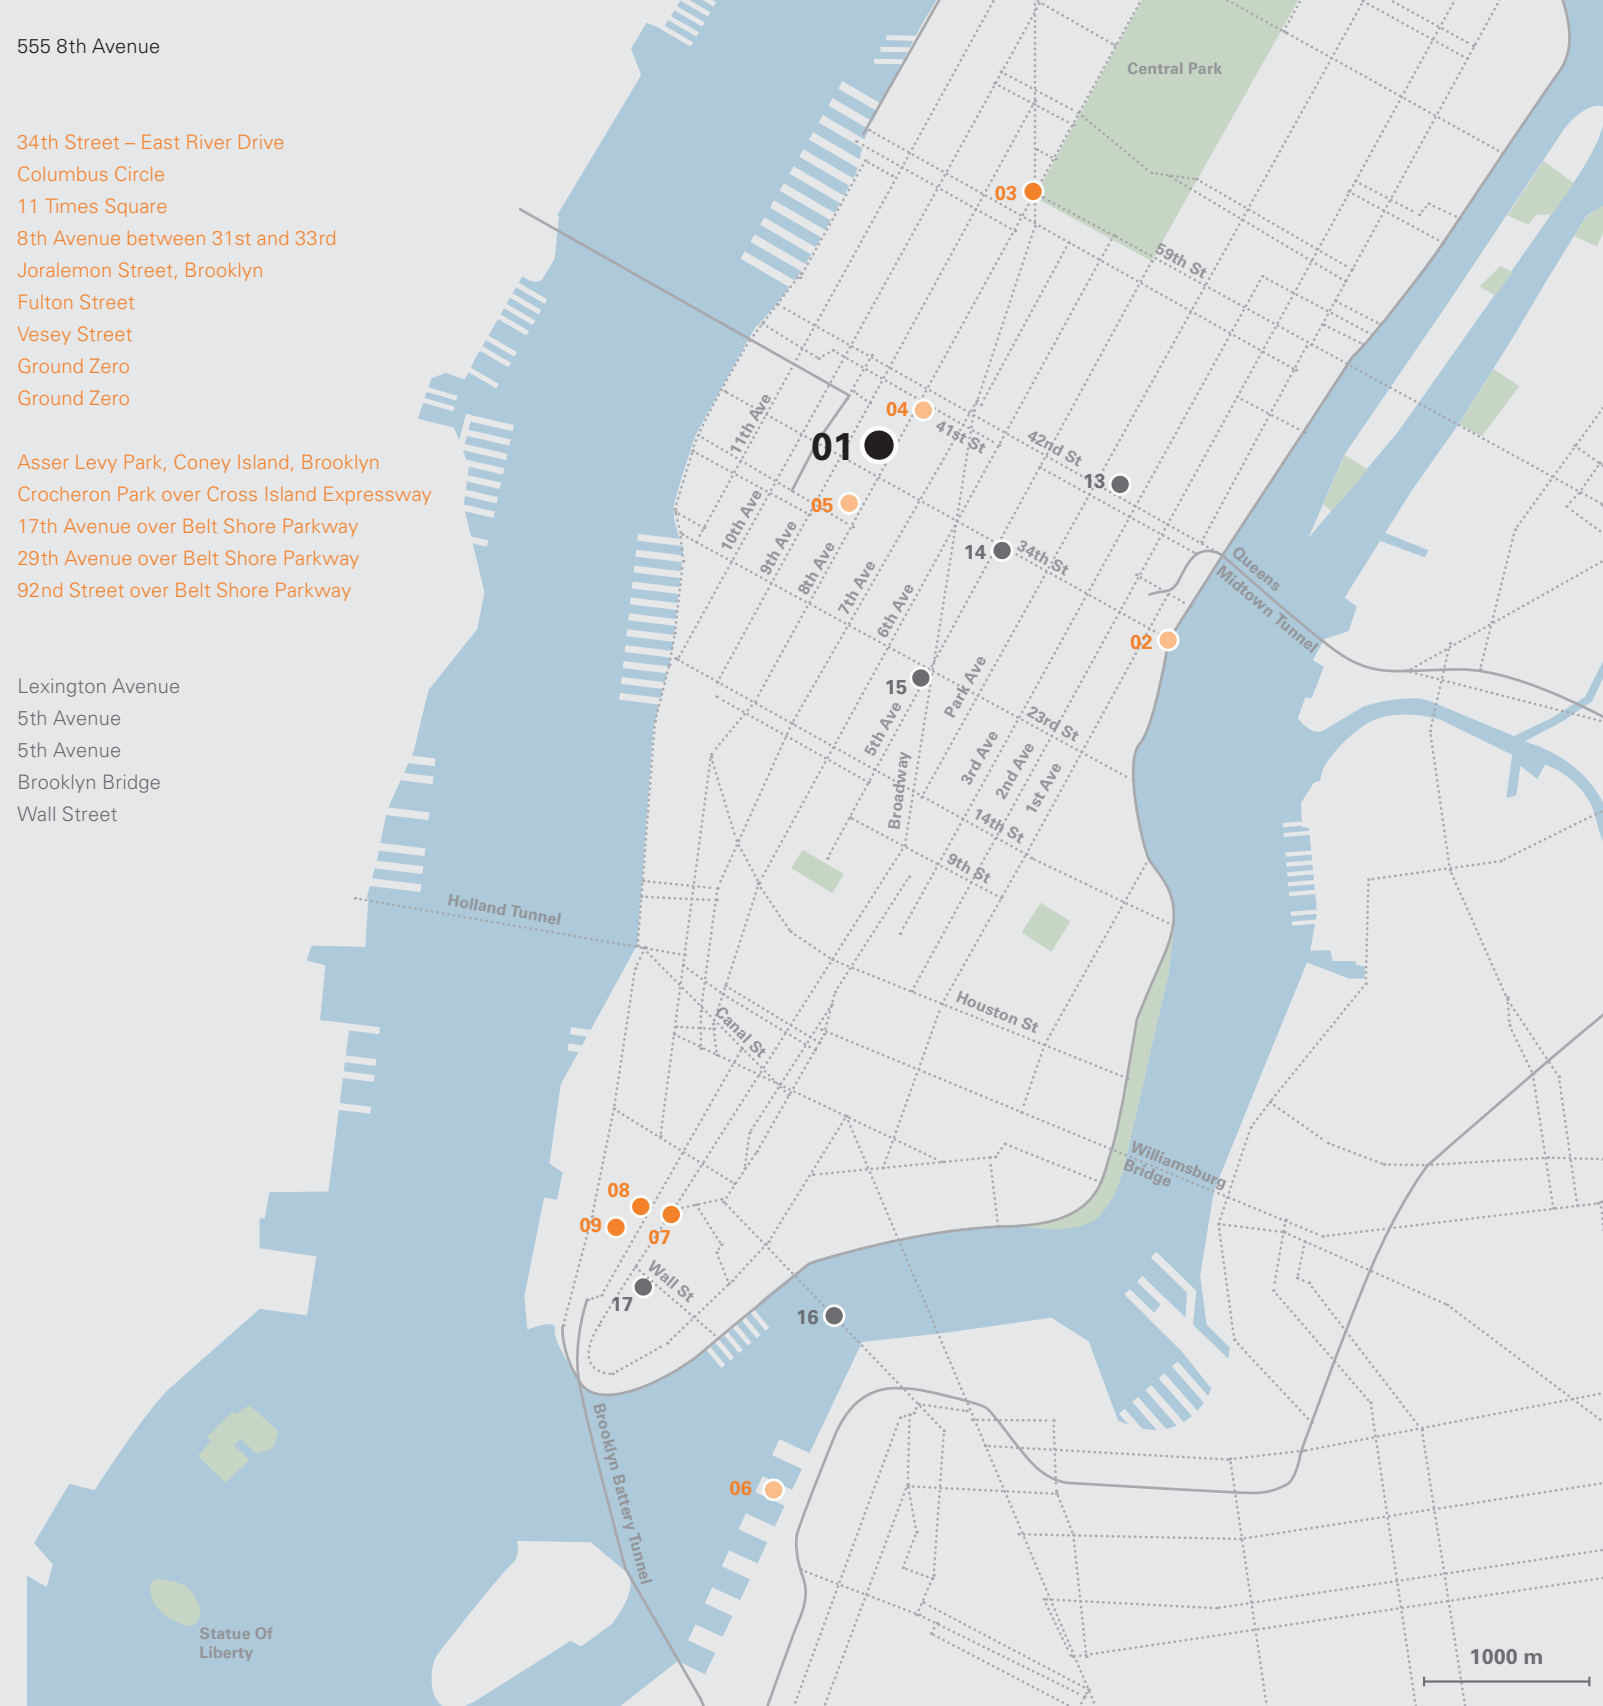 555 8th Avenue
34th Street – East River Drive
Columbus Circle
11 Times Square
8th Avenue between 31st and 33rd
Joralemon Street, Brooklyn
Fulton Street
Vesey Street
Ground Zero
Ground Zero
Asser Levy Park, Coney Island, Brooklyn
Crocheron Park over Cross Island Expressway
17th Avenue over Belt Shore Parkway
29th Avenue over Belt Shore Parkway
92nd Street over Belt Shore Parkway
Lexington Avenue
5th Avenue
5th Avenue
Brooklyn Bridge
Wall Street
Central Park
03
59th St
04
11th Ave
41st St
42nd St
01
13
05
10th Ave
9th Ave
8th Ave
7th Ave
6th Ave
14
34th St
Queens
Midtown Tunnel
02
15
Park Ave
5th Ave
23rd St
3rd Ave
2nd Ave
1st Ave
Broadway
14th St
9th St
Holland Tunnel
Houston St
Canal St
Williamsburg
Bridge
08
09
07
Wall St
17
16
Brooklyn Battery Tunnel
06
Statue Of
Liberty
1000 m